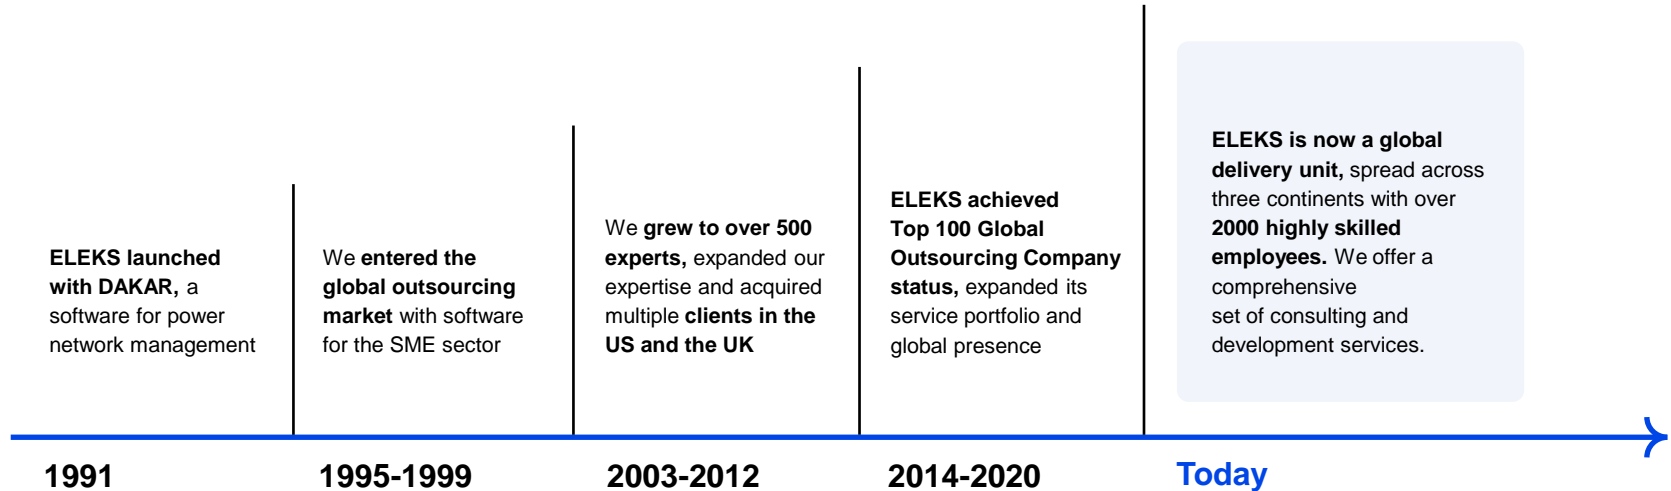 ELEKS launched
with DAKAR, a
software for power
network management
We entered the
global outsourcing
market with software
for the SME sector
We grew to over 500
experts, expanded our
expertise and acquired
multiple clients in the
US and the UK
ELEKS achieved
Top 100 Global
Outsourcing Company
status, expanded its
service portfolio and
global presence
ELEKS is now a global
delivery unit, spread across
three continents with over
2000 highly skilled
employees. We offer a
comprehensive
set of consulting and
development services.
1991
1995-1999
2003-2012
2014-2020
Today